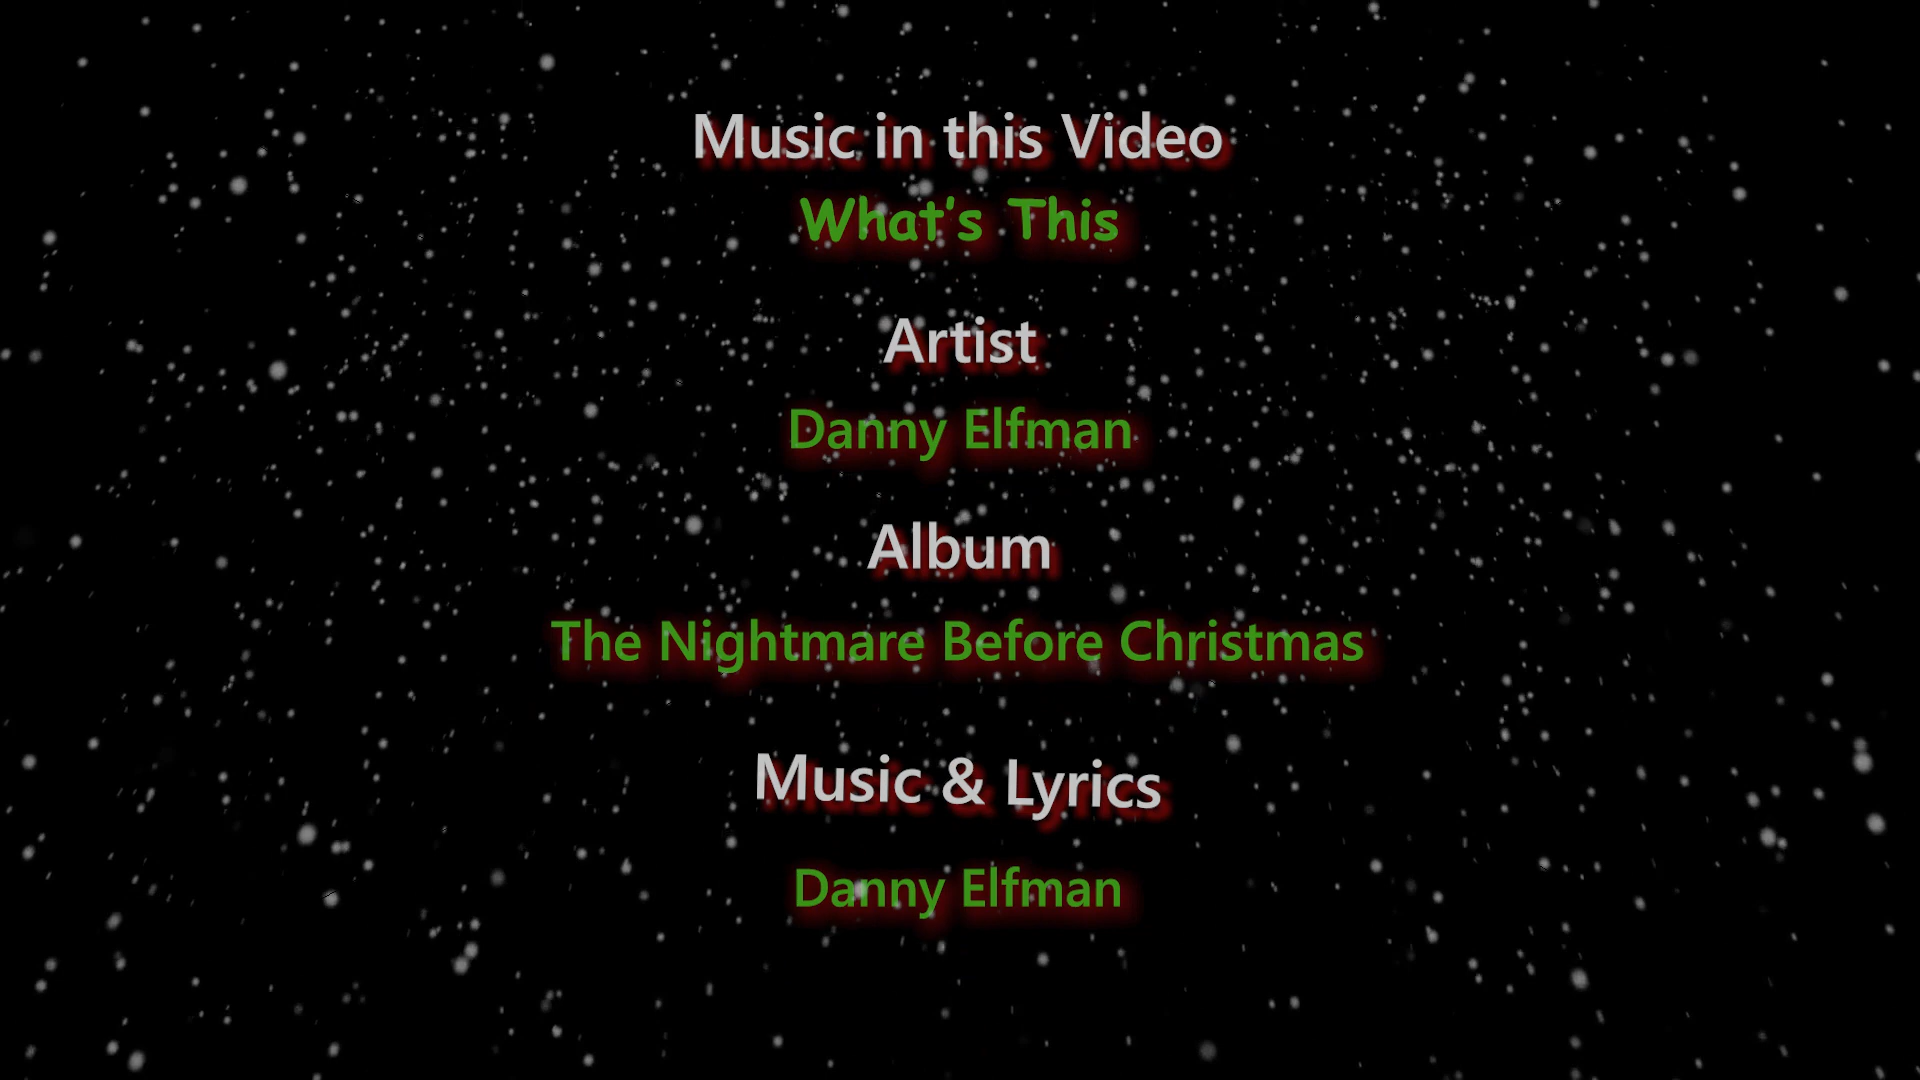 Music in this Video
What's This
Artist
Danny Elfman
Album
The Nightmare Before Christmas
Music & Lyrics
Danny Elfman